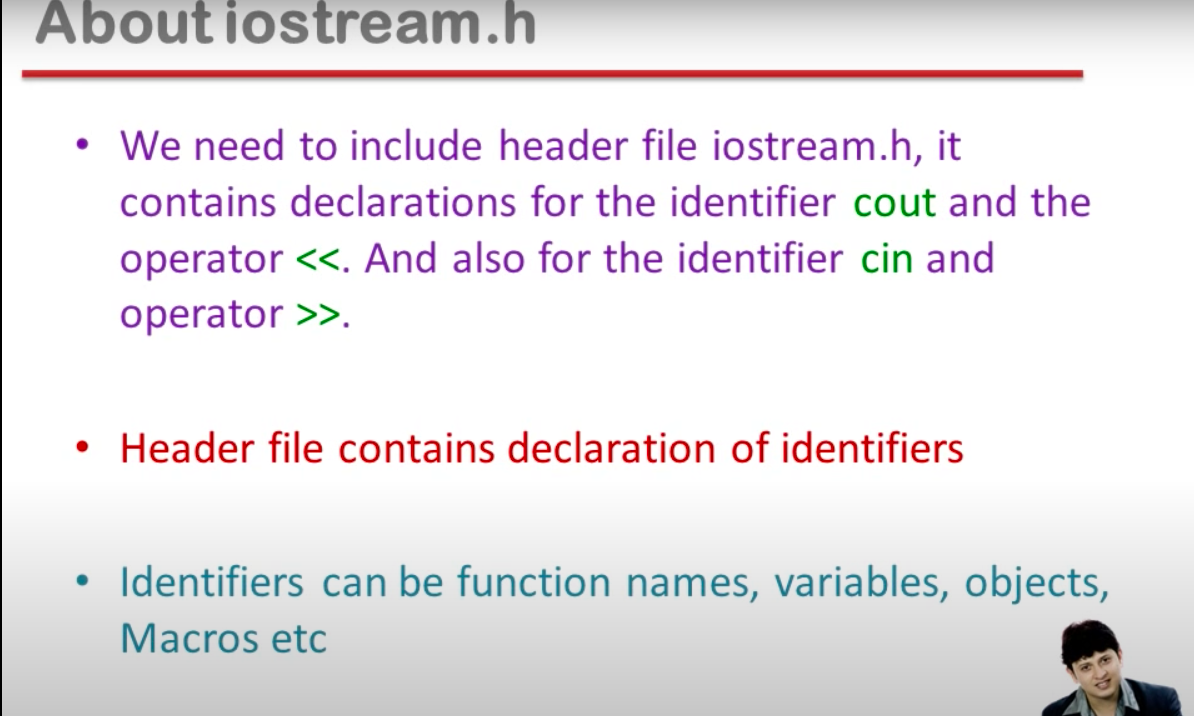 About iostream.h
• We need to include header file iostream.h, it
contains declarations for the identifier cout and the
operator <<. And also for the identifier cin and
operator >>.
• Header file contains declaration of identifiers
• Identifiers can be function names, variables, objects,
Macros etc